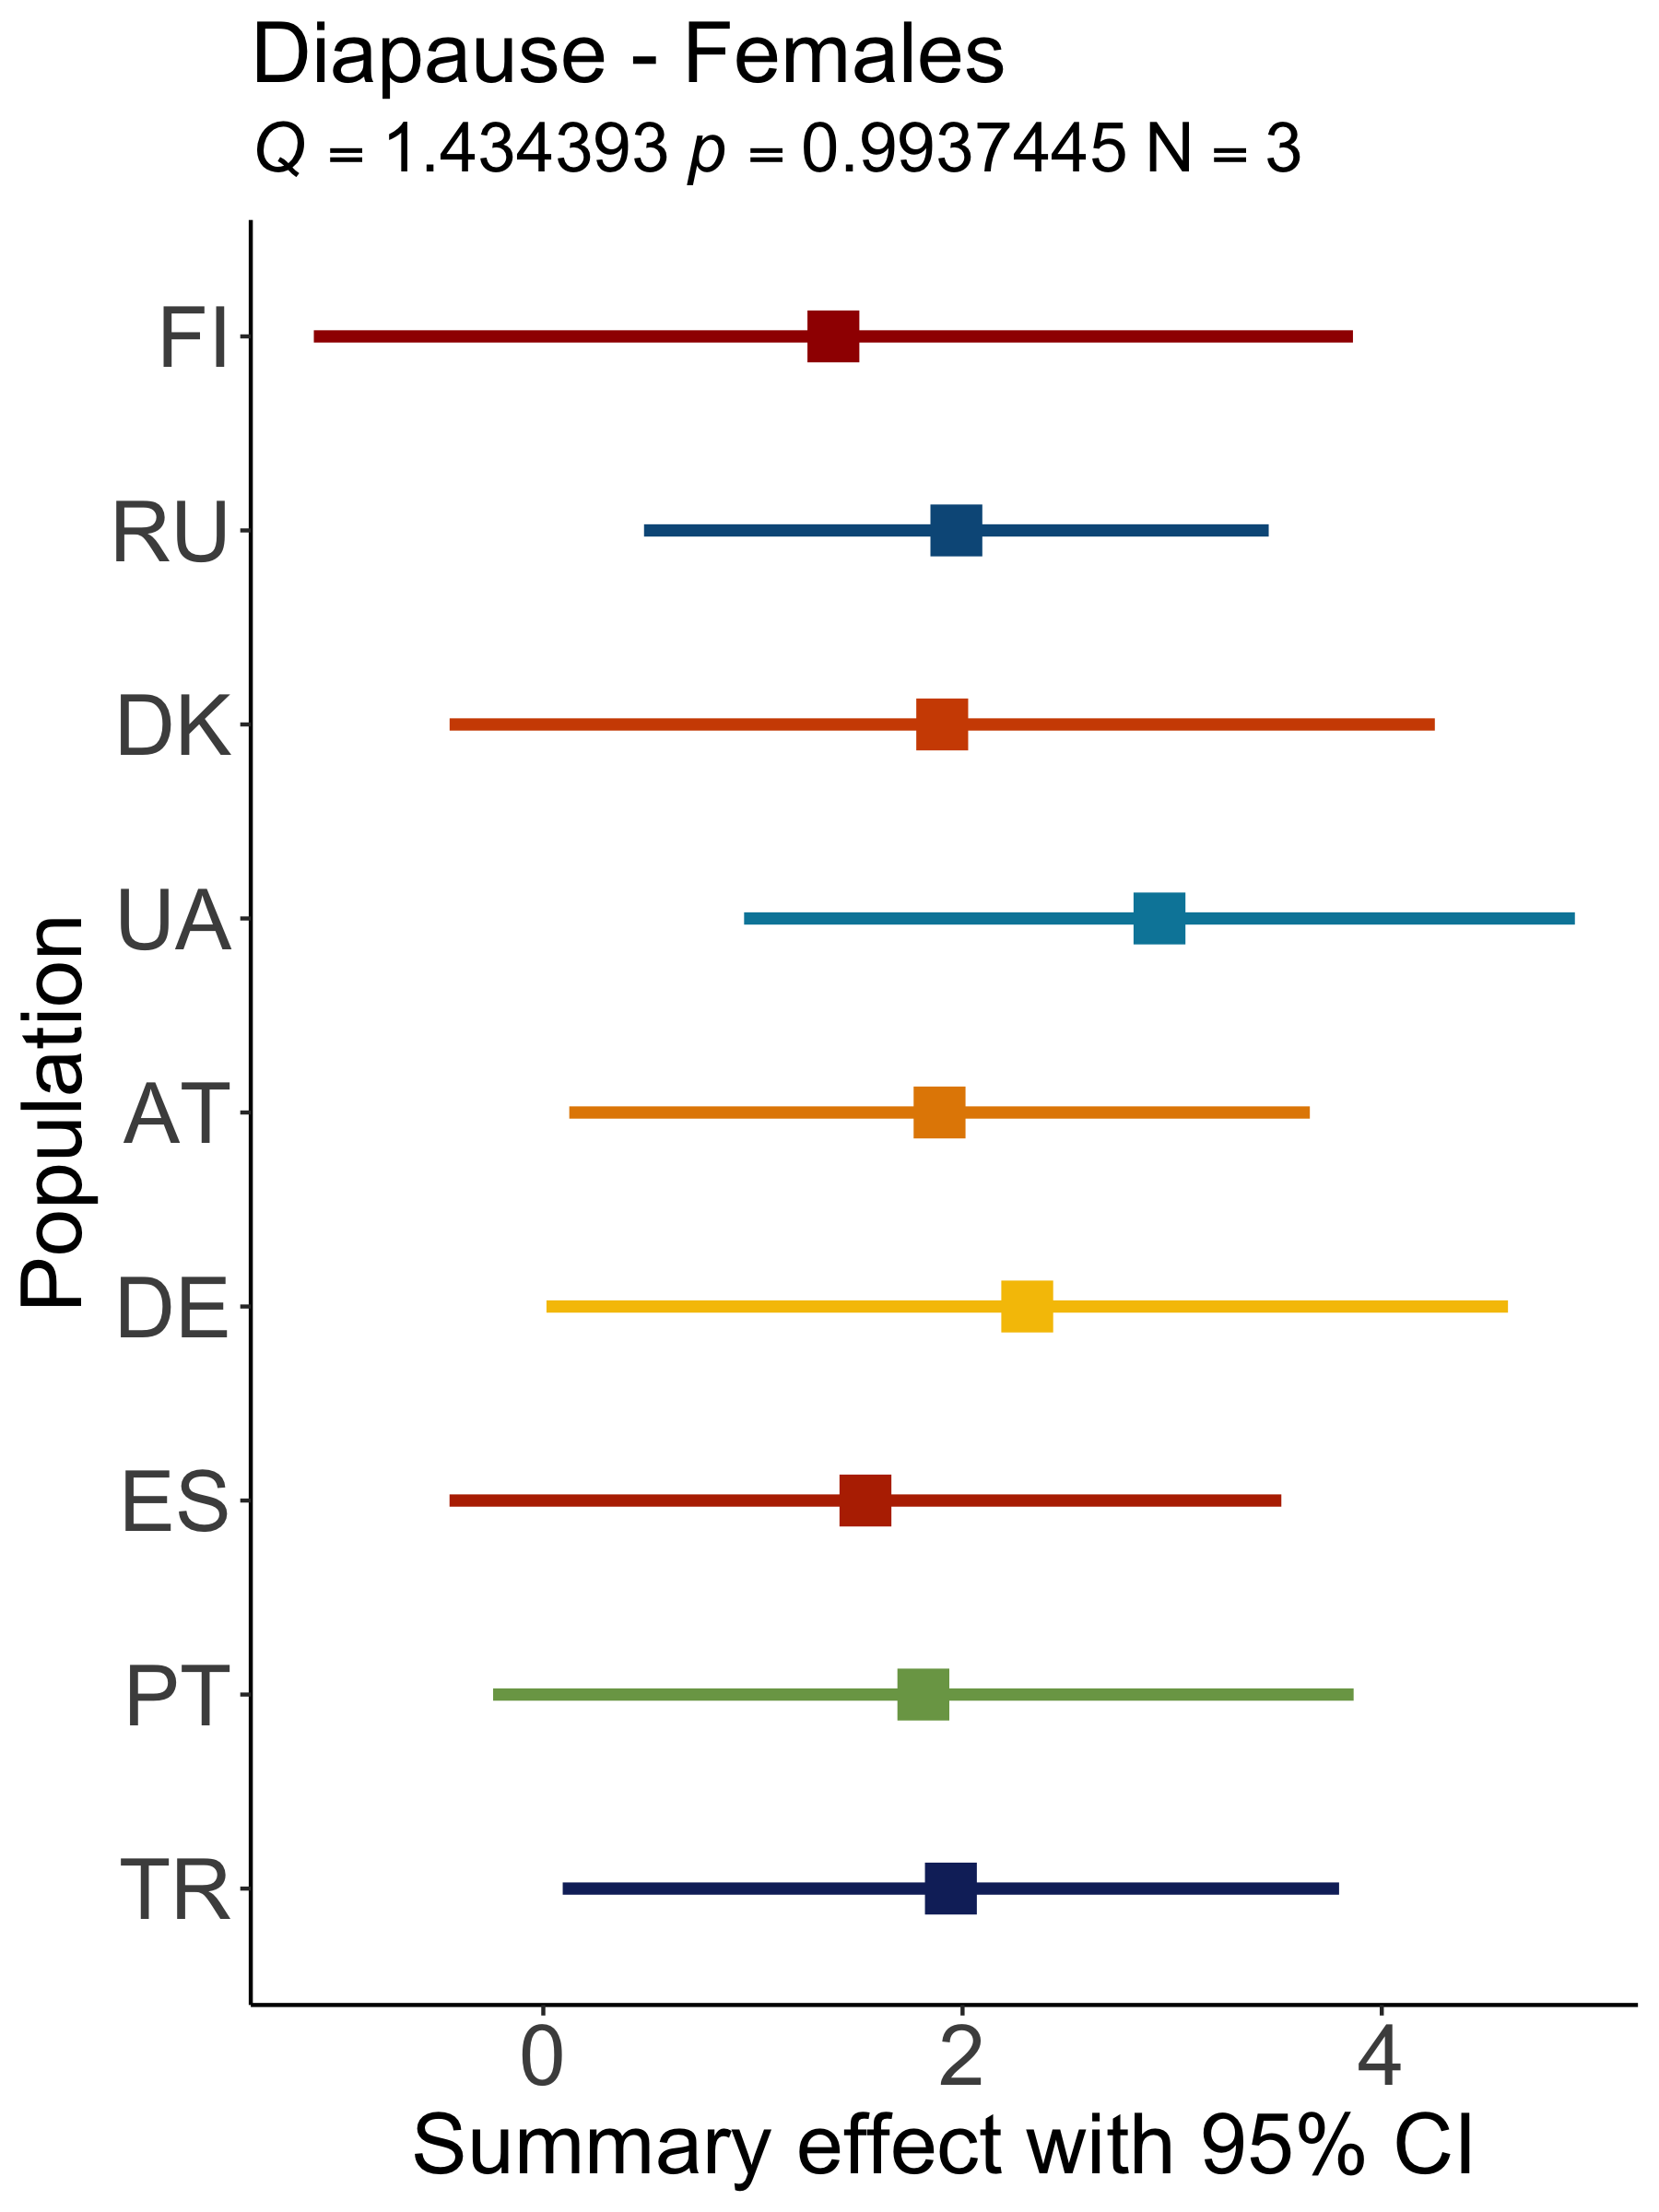 Diapause - Females
Q = 1.434393 p = 0.9937445 N = 3
FI
RU
DK
UA
AT
DE
ES
PT
TR
Population
0 2 4
Summary effect with 95% CI